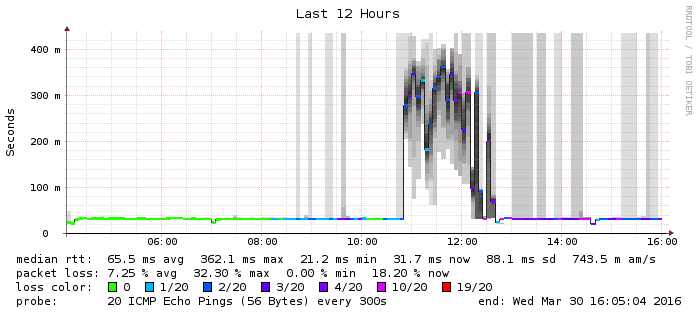 Last 12 Hours
RRDTOOL / TOBI OETIKER
Seconds
400 m
300 m
200 m
100 m
0
06:00 08:00 10:00 12:00 14:00 16:00
median rtt: 65.5 ms avg 362.1 ms max 21.2 ms min 31.7 ms now 88.1 ms sd 743.5 m am/s
packet loss: 7.25 % avg 32.30 % max 0.00 % min 18.20 % now
loss color: 0 1/20 2/20 3/20 4/20 10/20 19/20
probe: 20 ICMP Echo Pings (56 Bytes) every 300s end: Wed Mar 30 16:05:04 2016